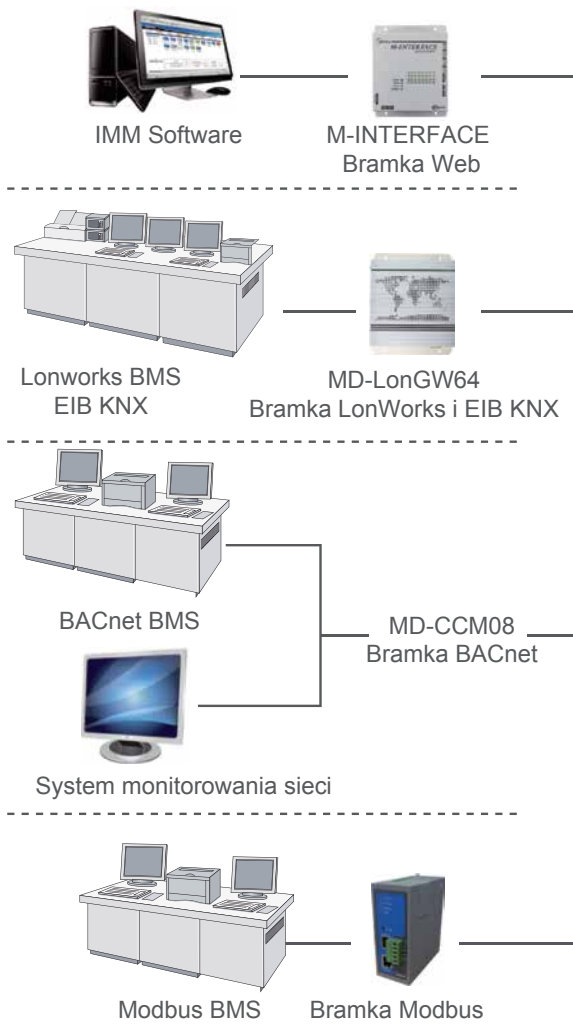 M-INTERFACE
IMM Software
M-INTERFACE
Bramka Web
Lonworks BMS
EIB KNX
MD-LonGW64
Bramka LonWorks i EIB KNX
BACnet BMS
MD-CCM08
Bramka BACnet
System monitorowania sieci
Modbus BMS
Bramka Modbus